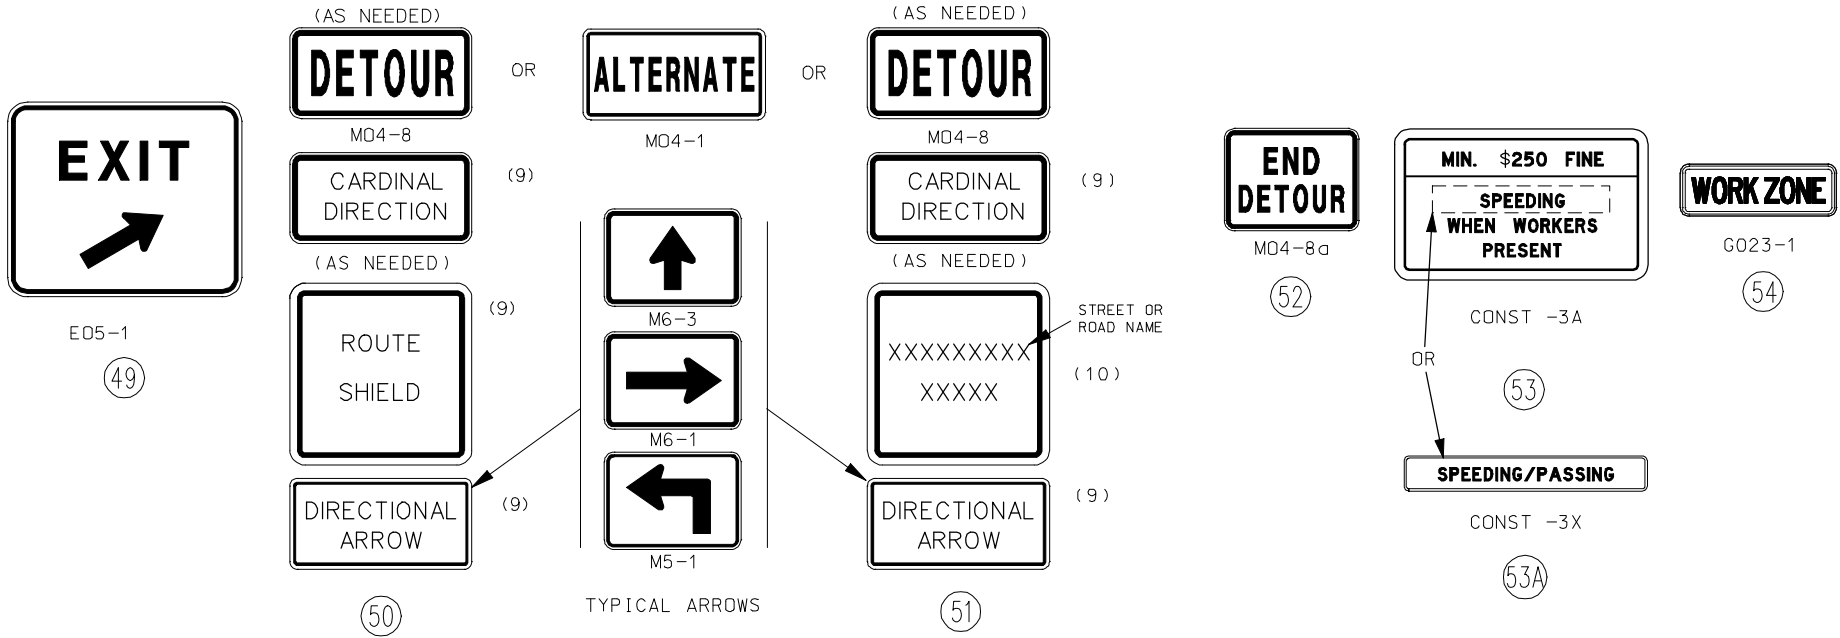 EXIT
E05-1
49
(AS NEEDED)
DETOUR
M04-8
CARDINAL
DIRECTION
(9)
(AS NEEDED)
ROUTE
SHIELD
(9)
DIRECTIONAL
ARROW
(9)
50
OR
ALTERNATE
M04-1
OR
M6-3
M6-1
M5-1
TYPICAL ARROWS
(AS NEEDED)
DETOUR
M04-8
CARDINAL
DIRECTION
(9)
(AS NEEDED)
STREET OR
ROAD NAME
XXXXXXXXX
XXXXX
(10)
DIRECTIONAL
ARROW
(9)
51
END
DETOUR
M04-8a
52
MIN. $250 FINE
SPEEDING
WHEN WORKERS
PRESENT
CONST -3A
OR
53
SPEEDING/PASSING
CONST -3X
53A
WORK ZONE
G023-1
54